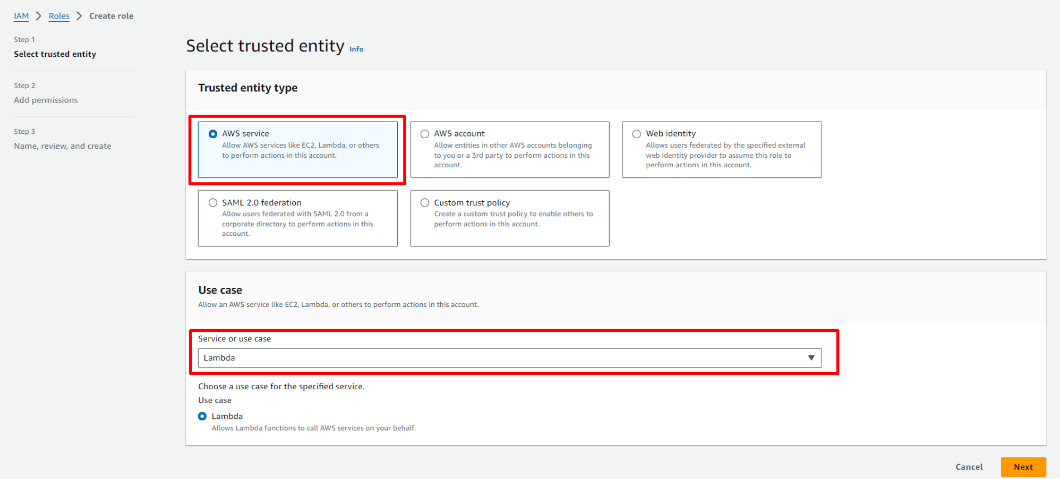 IAM > Roles > Create role
Step 1
Select trusted entity
Step 2
Add permissions
Step 3
Name, review, and create
Select trusted entity Info
Trusted entity type
AWS service
Allow AWS services like EC2, Lambda, or others
to perform actions in this account.
AWS account
Allow entities in other AWS accounts belonging
to you or a 3rd party to perform actions in this
account.
Web identity
Allows users federated by the specified external
web identity provider to assume this role to
perform actions in this account.
SAML 2.0 federation
Allow users federated with SAML 2.0 from a
corporate directory to perform actions in this
account.
Custom trust policy
Create a custom trust policy to enable others to
perform actions in this account.
Use case
Allow an AWS service like EC2, Lambda, or others to perform actions in this account.
Service or use case
Lambda
Choose a use case for the specified service.
Use case
Lambda
Allows Lambda functions to call AWS services on your behalf.
Cancel
Next